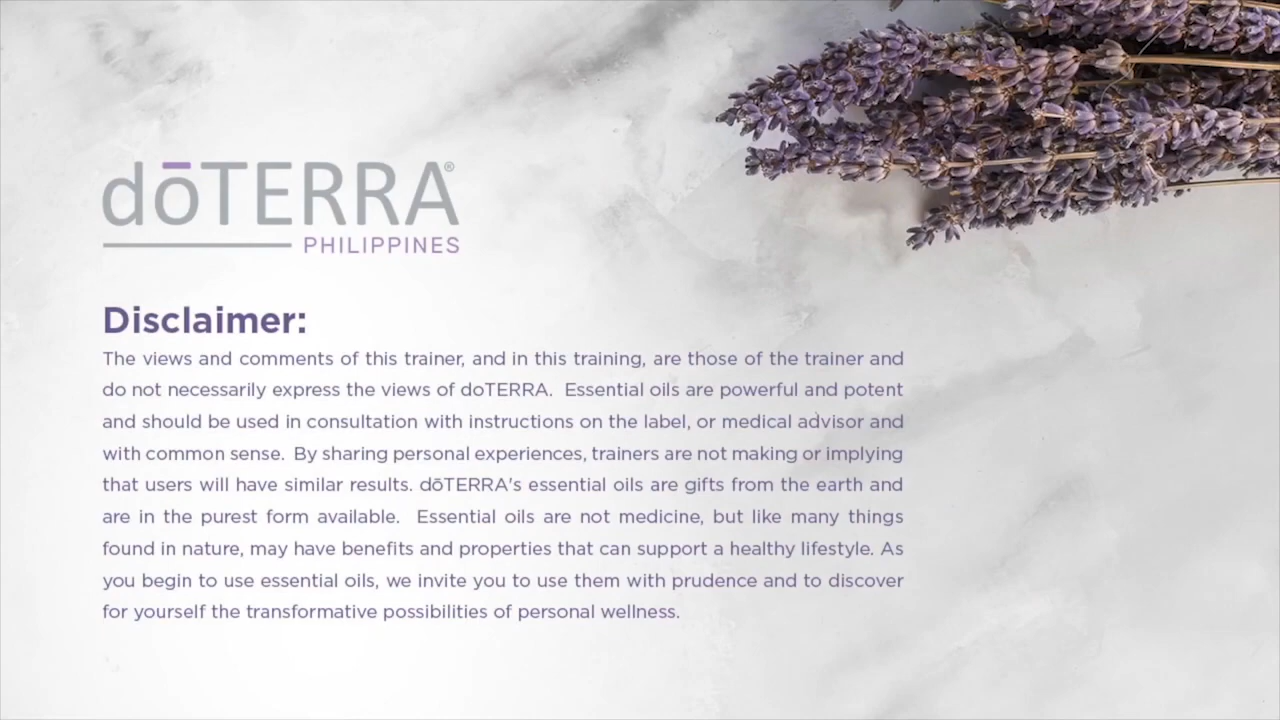 dōTERRA®
PHILIPPINES
Disclaimer:
The views and comments of this trainer, and in this training, are those of the trainer and
do not necessarily express the views of doTERRA.  Essential oils are powerful and potent
and should be used in consultation with instructions on the label, or medical advisor and
with common sense.  By sharing personal experiences, trainers are not making or implying
that users will have similar results. dōTERRA's essential oils are gifts from the earth and
are in the purest form available.  Essential oils are not medicine, but like many things
found in nature, may have benefits and properties that can support a healthy lifestyle. As
you begin to use essential oils, we invite you to use them with prudence and to discover
for yourself the transformative possibilities of personal wellness.